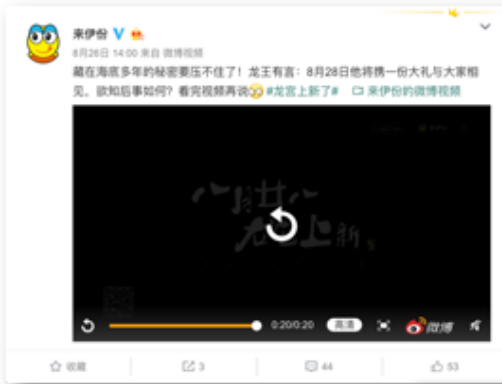 来伊份
8月26日 14:00 来自 微博视频
藏在海底多年的秘密要压不住了！龙王有言：8月28日他将携一份大礼与大家相
见。欲知后事如何？看完视频再说 #龙宫上新了# 来伊份的微博视频
八月廿八
龙宫上新
0:20/0:20 高清 微博
收藏 3 44 53